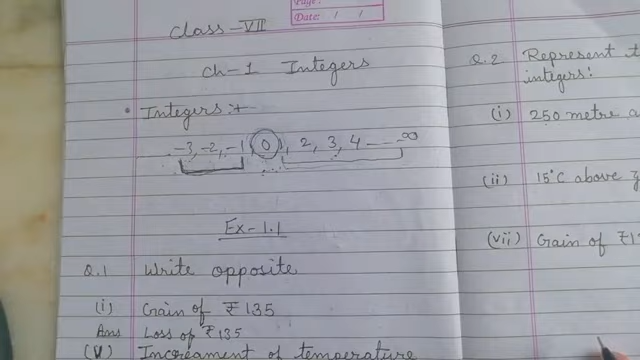 Page:
Date: / /
Class-VII
Ch-1 Integers
• Integers:+
-3, -2, -1, 0, 2, 3, 4 ---- ∞
Ex-1.1
Q.1 Write opposite
(i) Gain of ₹135
Ans Loss of ₹135
(V) Increament of temperature
Q.2 Represent
integers:
(i) 250 metre
(ii) 15°C above
(vii) Gain of